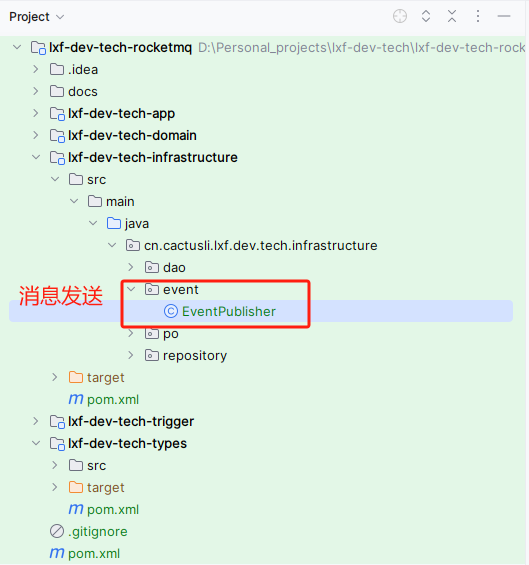 Project
lxf-dev-tech-rocketmq D:\Personal_projects\lxf-dev-tech\lxf-dev-tech-rock
.idea
docs
lxf-dev-tech-app
lxf-dev-tech-domain
lxf-dev-tech-infrastructure
src
main
java
cn.cactusli.lxf.dev.tech.infrastructure
dao
消息发送 event
EventPublisher
po
repository
target
pom.xml
lxf-dev-tech-trigger
lxf-dev-tech-types
src
target
pom.xml
.gitignore
pom.xml